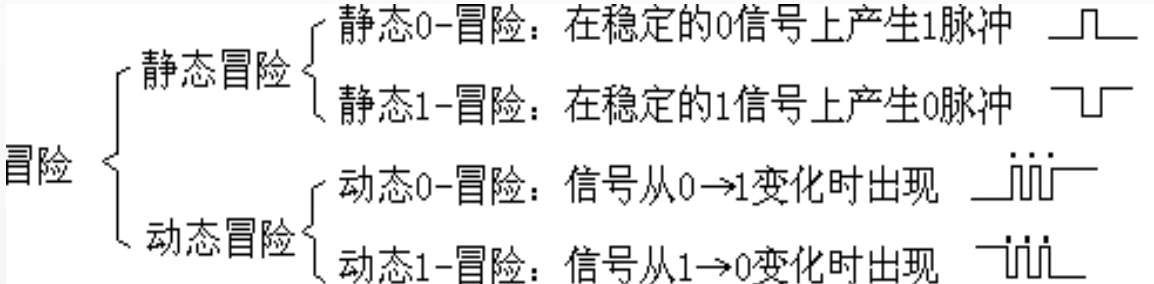 静态0-冒险：在稳定的0信号上产生1脉冲
静态冒险
静态1-冒险：在稳定的1信号上产生0脉冲
冒险
动态0-冒险：信号从0→1变化时出现
动态冒险
动态1-冒险：信号从1→0变化时出现